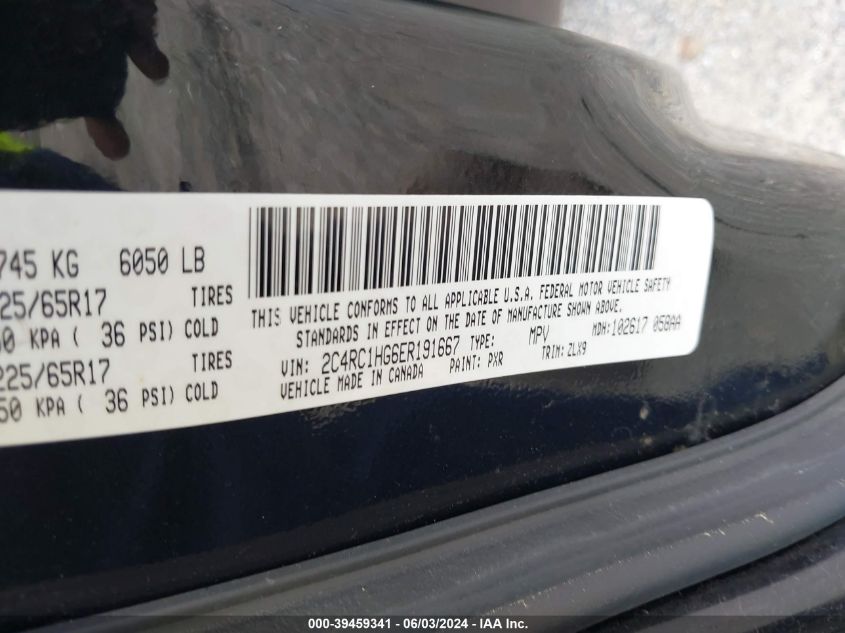 745 KG 6050 LB
25/65R17 TIRES
50 KPA ( 36 PSI) COLD
225/65R17 TIRES
50 KPA ( 36 PSI) COLD
THIS VEHICLE CONFORMS TO ALL APPLICABLE U.S.A. FEDERAL MOTOR VEHICLE SAFETY
STANDARDS IN EFFECT ON THE DATE OF MANUFACTURE SHOWN ABOVE.
VIN: 2C4RC1HG6ER191667 TYPE: MPV MDH: 102617 058AA
VEHICLE MADE IN CANADA PAINT: PXR TRIM: ZLX9
000-39459341 - 06/03/2024 - IAA Inc.